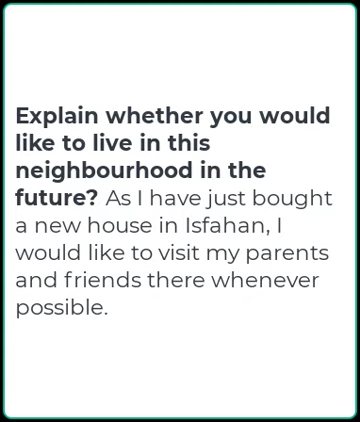 Explain whether you would
like to live in this
neighbourhood in the
future? As I have just bought
a new house in Isfahan, I
would like to visit my parents
and friends there whenever
possible.